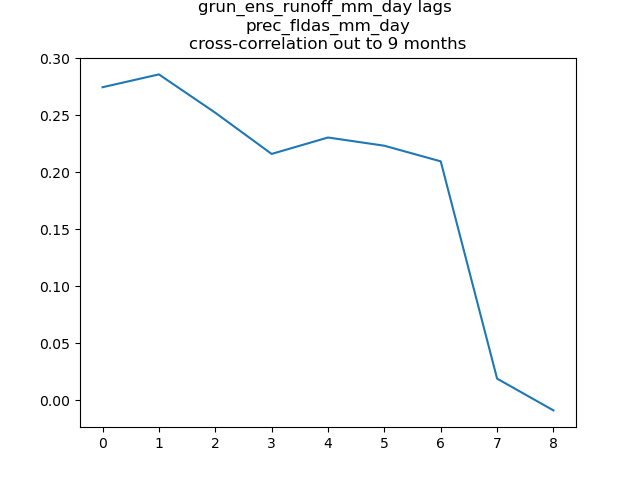 grun_ens_runoff_mm_day lags
prec_fldas_mm_day
cross-correlation out to 9 months
0.30
0.25
0.20
0.15
0.10
0.05
0.00
0 1 2 3 4 5 6 7 8